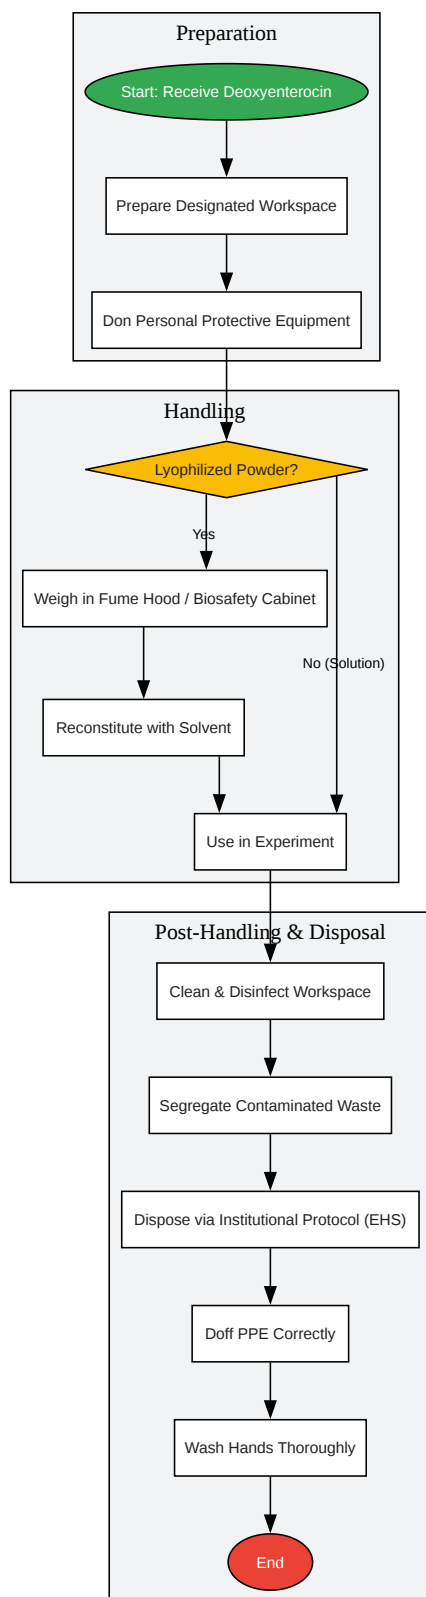 Preparation
Start: Receive Deoxyenterocin
Prepare Designated Workspace
Don Personal Protective Equipment
Handling
Lyophilized Powder?
Yes
Weigh in Fume Hood / Biosafety Cabinet
No (Solution)
Reconstitute with Solvent
Use in Experiment
Post-Handling & Disposal
Clean & Disinfect Workspace
Segregate Contaminated Waste
Dispose via Institutional Protocol (EHS)
Doff PPE Correctly
Wash Hands Thoroughly
End